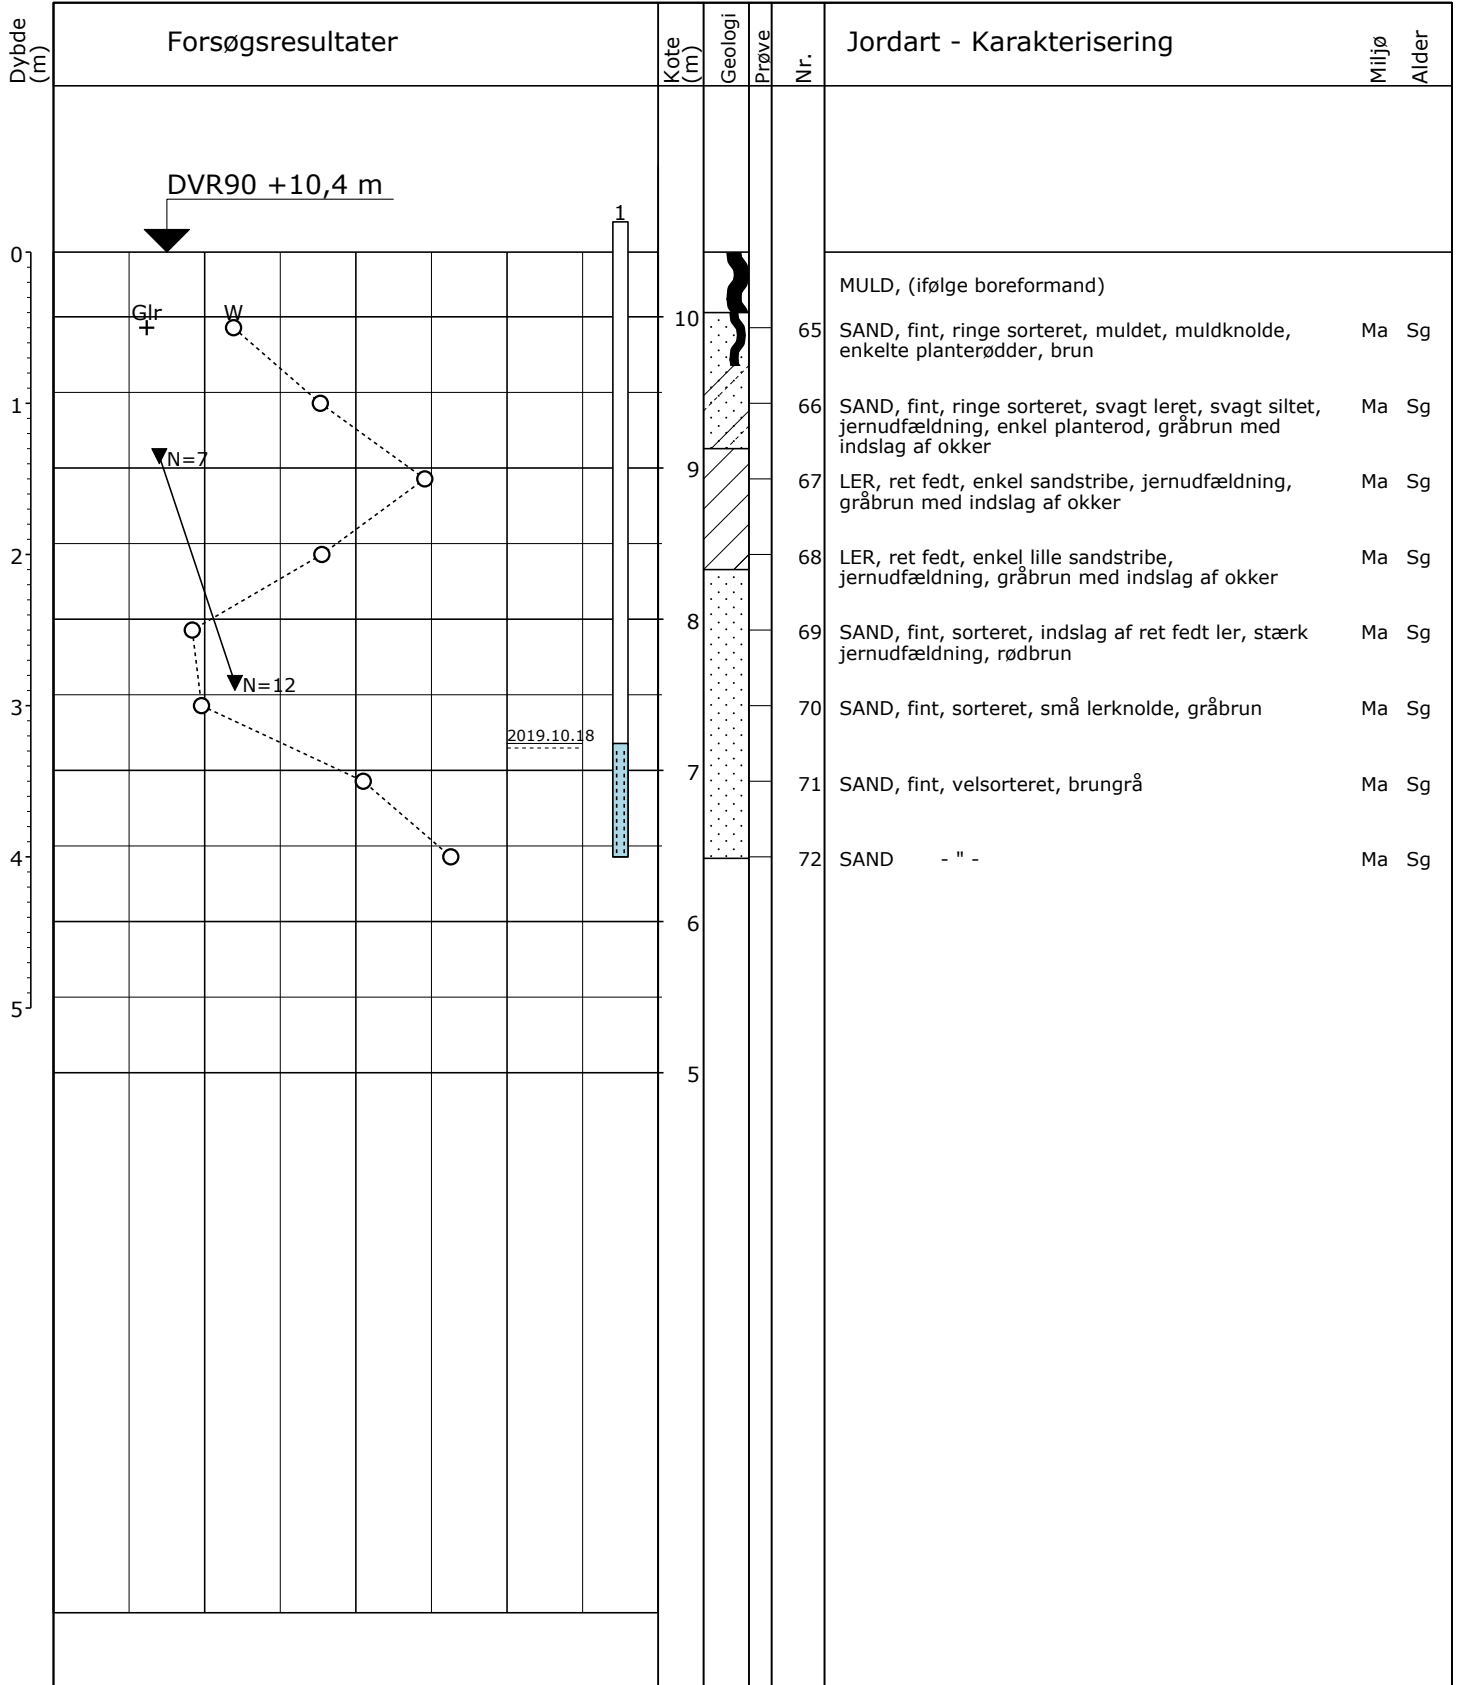 Dybde
(m)
Forsøgsresultater
Kote
(m)
Geologi
Prøve
Nr.
Jordart - Karakterisering
Miljø
Alder
DVR90 +10,4 m
1
0
MULD, (ifølge boreformand)
Glr
W
10
65 SAND, fint, ringe sorteret, muldet, muldknolde, Ma Sg
enkelte planterødder, brun
1
66 SAND, fint, ringe sorteret, svagt leret, svagt siltet, Ma Sg
jernudfældning, enkel planterod, gråbrun med
indslag af okker
N=7
9
67 LER, ret fedt, enkel sandstribe, jernudfældning, Ma Sg
gråbrun med indslag af okker
2
68 LER, ret fedt, enkel lille sandstribe, Ma Sg
jernudfældning, gråbrun med indslag af okker
8
69 SAND, fint, sorteret, indslag af ret fedt ler, stærk Ma Sg
jernudfældning, rødbrun
N=12
3
70 SAND, fint, sorteret, små lerknolde, gråbrun Ma Sg
2019.10.18
7
71 SAND, fint, velsorteret, brungrå Ma Sg
4
72 SAND - " - Ma Sg
6
5
5